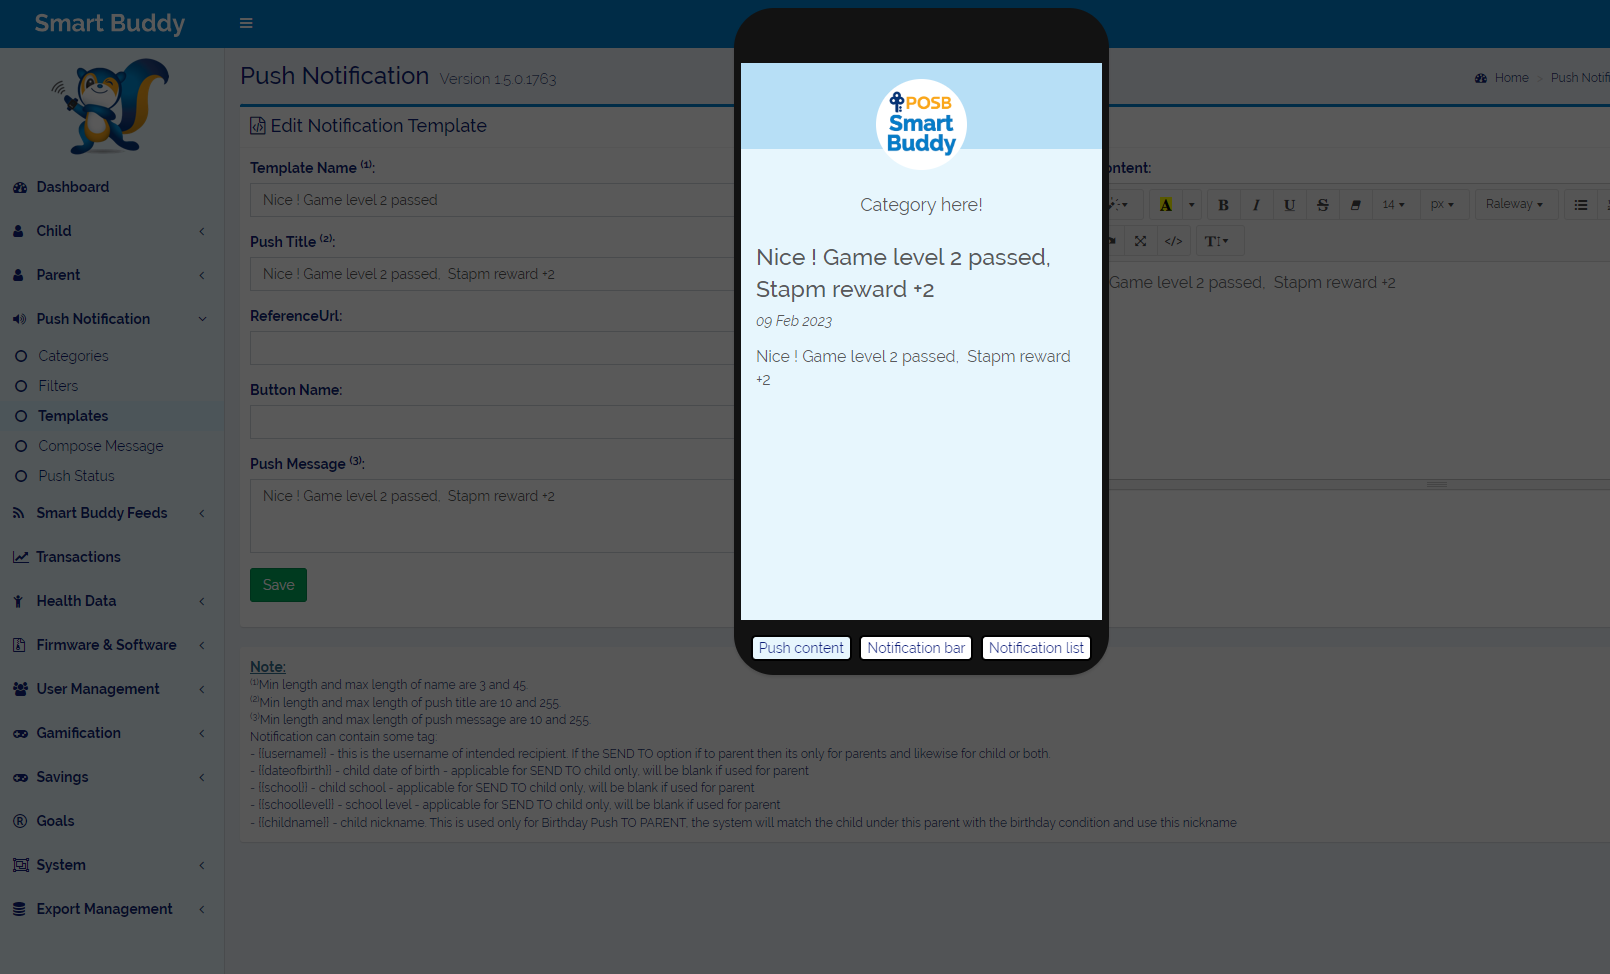 Smart Buddy
Push Notification Version 1.5.0.1763
Home > Push Notifi
Dashboard
Child
Parent
Push Notification
Categories
Filters
Templates
Compose Message
Push Status
Smart Buddy Feeds
Transactions
Health Data
Firmware & Software
User Management
Gamification
Savings
Goals
System
Export Management
Edit Notification Template
Template Name (1):
Nice ! Game level 2 passed
Push Title (2):
Nice ! Game level 2 passed, Stapm reward +2
ReferenceUrl:
Button Name:
Push Message (3):
Nice ! Game level 2 passed, Stapm reward +2
Save
POSB
Smart
Buddy
Category here!
Nice ! Game level 2 passed,
Stapm reward +2
09 Feb 2023
Nice ! Game level 2 passed, Stapm reward
+2
Push content Notification bar Notification list
ontent:
A B I U S 14 px Raleway
</> TI
Game level 2 passed, Stapm reward +2
Note:
(1)Min length and max length of name are 3 and 45.
(2)Min length and max length of push title are 10 and 255.
(3)Min length and max length of push message are 10 and 255.
Notification can contain some tag:
- {{username}} - this is the username of intended recipient. If the SEND TO option if to parent then its only for parents and likewise for child or both.
- {{dateofbirth}} - child date of birth - applicable for SEND TO child only, will be blank if used for parent
- {{school}} - child school - applicable for SEND TO child only, will be blank if used for parent
- {{schoollevel}} - school level - applicable for SEND TO child only, will be blank if used for parent
- {{childname}} - child nickname. This is used only for Birthday Push TO PARENT, the system will match the child under this parent with the birthday condition and use this nickname